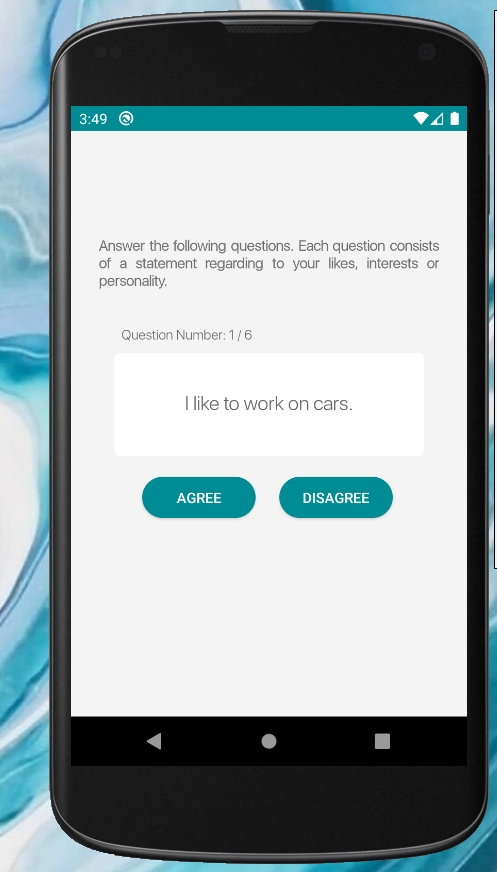 3:49
Answer the following questions. Each question consists
of a statement regarding to your likes, interests or
personality.
Question Number: 1 / 6
I like to work on cars.
AGREE
DISAGREE